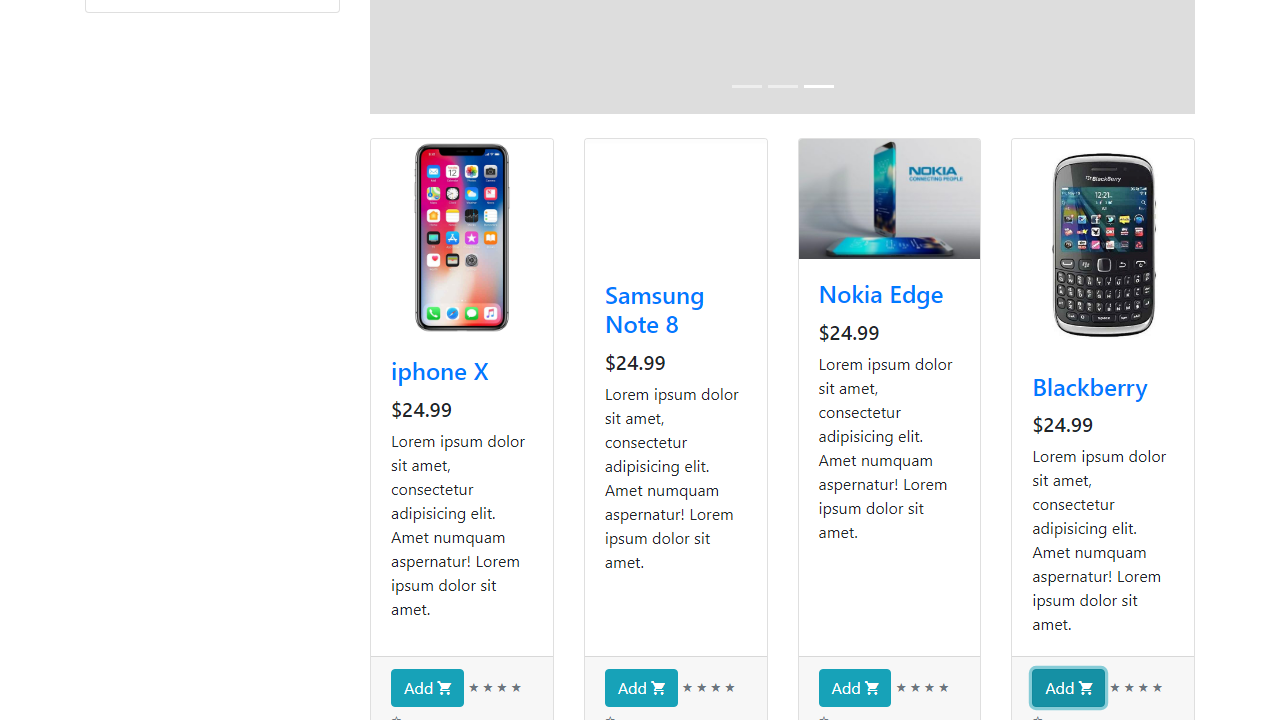 NOKIA
CONNECTING PEOPLE
BlackBerry
iphone X
$24.99
Lorem ipsum dolor
sit amet,
consectetur
adipisicing elit.
Amet numquam
aspernatur! Lorem
ipsum dolor sit
amet.
Add
★ ★ ★ ★
☆
Samsung
Note 8
$24.99
Lorem ipsum dolor
sit amet,
consectetur
adipisicing elit.
Amet numquam
aspernatur! Lorem
ipsum dolor sit
amet.
Add
★ ★ ★ ★
☆
Nokia Edge
$24.99
Lorem ipsum dolor
sit amet,
consectetur
adipisicing elit.
Amet numquam
aspernatur! Lorem
ipsum dolor sit
amet.
Add
★ ★ ★ ★
☆
Blackberry
$24.99
Lorem ipsum dolor
sit amet,
consectetur
adipisicing elit.
Amet numquam
aspernatur! Lorem
ipsum dolor sit
amet.
Add
★ ★ ★ ★
☆